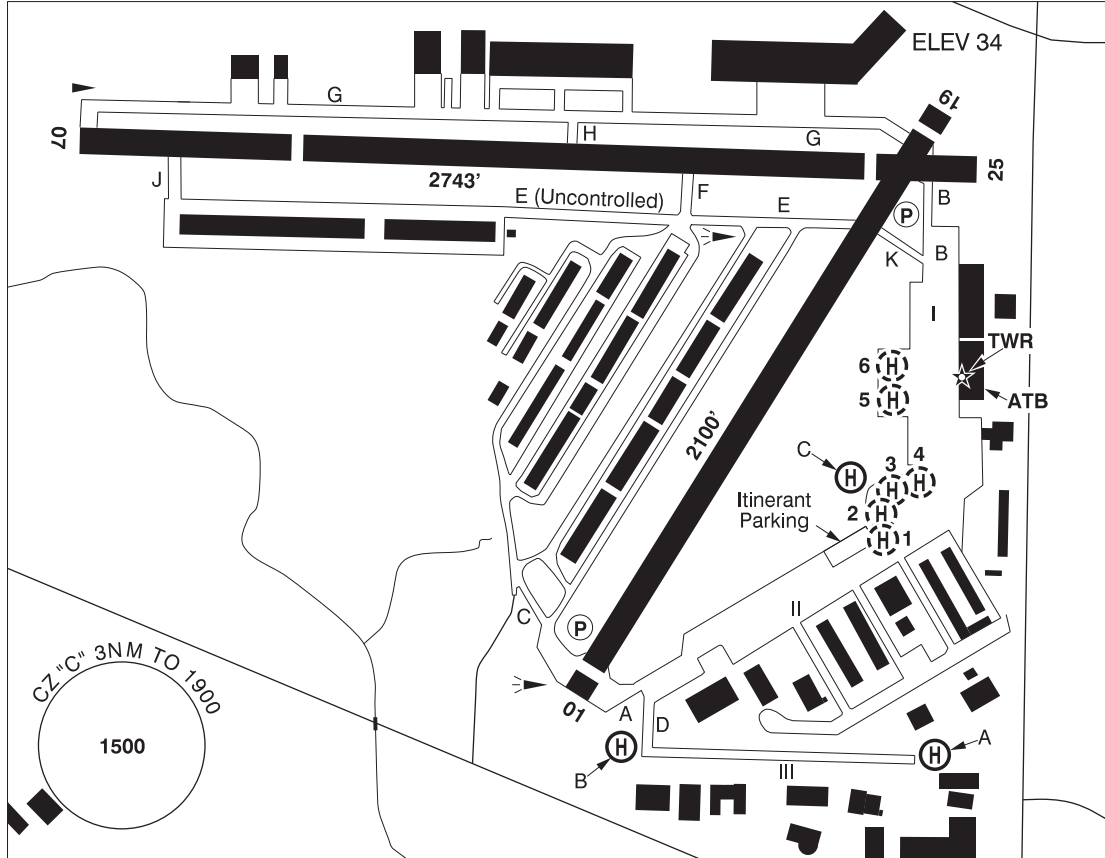 ELEV 34
G
19
07
H
G
25
J
2743'
F
B
E (Uncontrolled)
E
P
K
B
I
TWR
6 H
5 H
ATB
2100'
C
H
3
4
H
H
Itinerant
Parking
2 H
H 1
C
P
II
CZ "C" 3NM TO 1900
1500
01
A
D
H
B
H
A
III